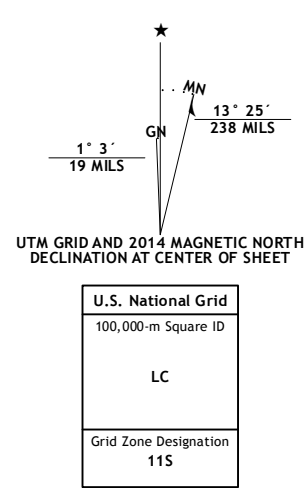 ★
MN
13° 25´
238 MILS
GN
1° 3´
19 MILS
UTM GRID AND 2014 MAGNETIC NORTH
DECLINATION AT CENTER OF SHEET
U.S. National Grid
100,000-m Square ID
LC
Grid Zone Designation
11S